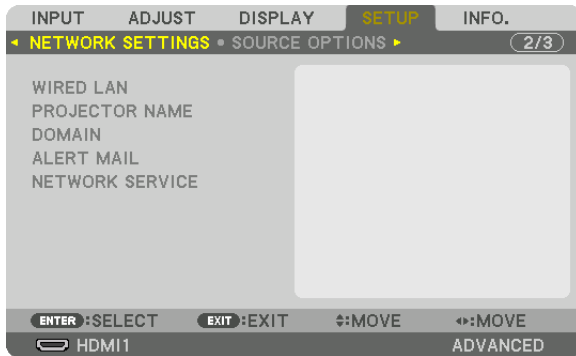 INPUT ADJUST DISPLAY SETUP INFO.
NETWORK SETTINGS • SOURCE OPTIONS 2/3
WIRED LAN
PROJECTOR NAME
DOMAIN
ALERT MAIL
NETWORK SERVICE
ENTER :SELECT EXIT :EXIT :MOVE :MOVE
HDMI1 ADVANCED